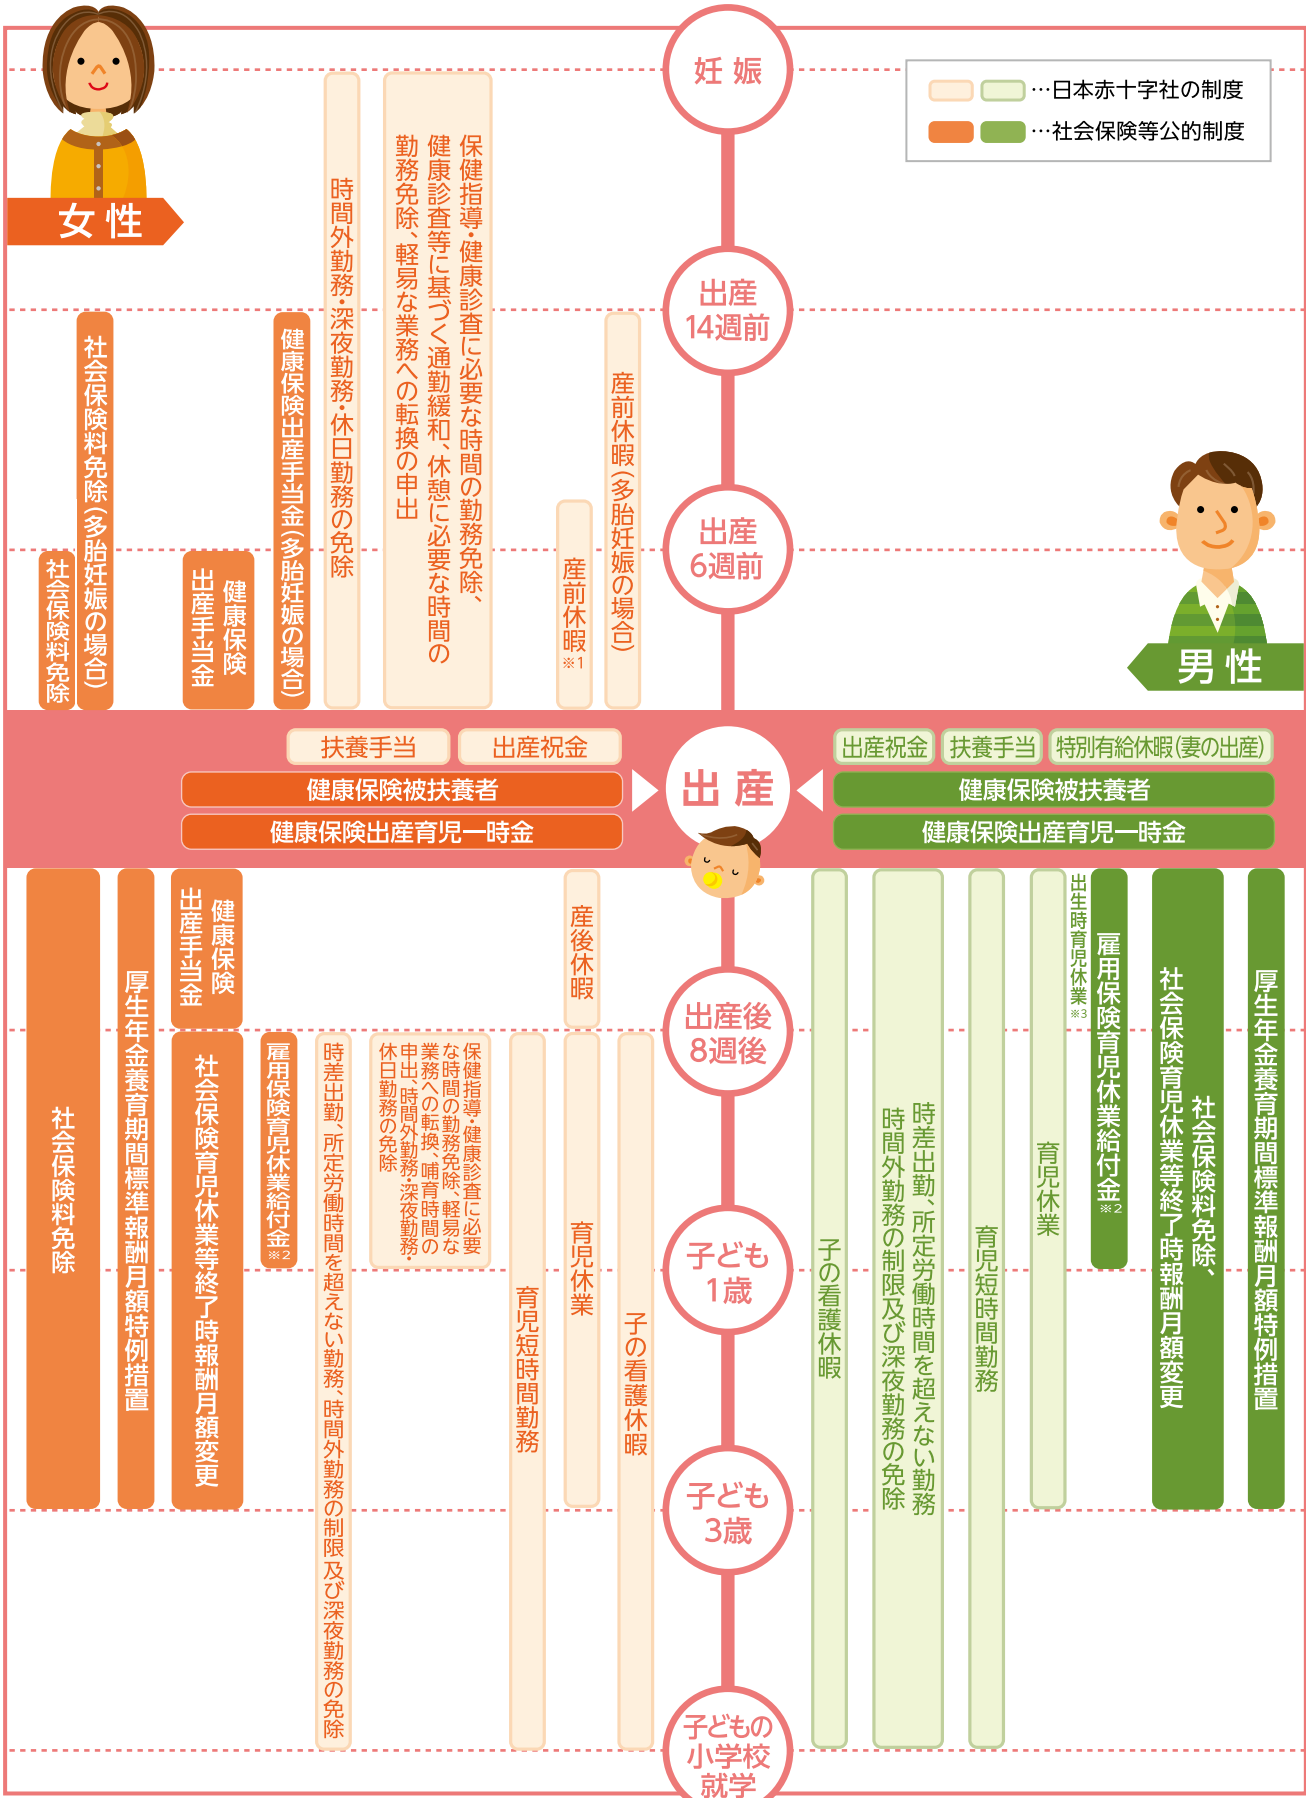 妊娠
…日本赤十字社の制度
…社会保険等公的制度
女性
出産
14週前
出産
6週前
男性
社会保険料免除
社会保険料免除(多胎妊娠の場合)
健康保険
出産手当金
健康保険出産手当金(多胎妊娠の場合)
時間外勤務・深夜勤務・休日勤務の免除
保健指導・健康診査に必要な時間の勤務免除、
健康診査等に基づく通勤緩和、休憩に必要な時間の
勤務免除、軽易な業務への転換の申出
産前休暇※1
産前休暇(多胎妊娠の場合)
扶養手当
出産祝金
健康保険被扶養者
健康保険出産育児一時金
出産
出産祝金
扶養手当
特別有給休暇(妻の出産)
健康保険被扶養者
健康保険出産育児一時金
社会保険料免除
厚生年金養育期間標準報酬月額特例措置
健康保険
出産手当金
社会保険育児休業等終了時報酬月額変更
雇用保険育児休業給付金※2
時差出勤、所定労働時間を超えない勤務、時間外勤務の制限及び深夜勤務の免除
保健指導・健康診査に必要
な時間の勤務免除、軽易な
業務への転換、哺育時間の
申出、時間外勤務・深夜勤務・
休日勤務の免除
育児短時間勤務
産後休暇
育児休業
子の看護休暇
出産後
8週後
子ども
1歳
子ども
3歳
子どもの
小学校
就学
子の看護休暇
時差出勤、所定労働時間を超えない勤務
時間外勤務の制限及び深夜勤務の免除
育児短時間勤務
育児休業
出生時育児休業※3
雇用保険育児休業給付金※2
社会保険料免除、
社会保険育児休業等終了時報酬月額変更
厚生年金養育期間標準報酬月額特例措置